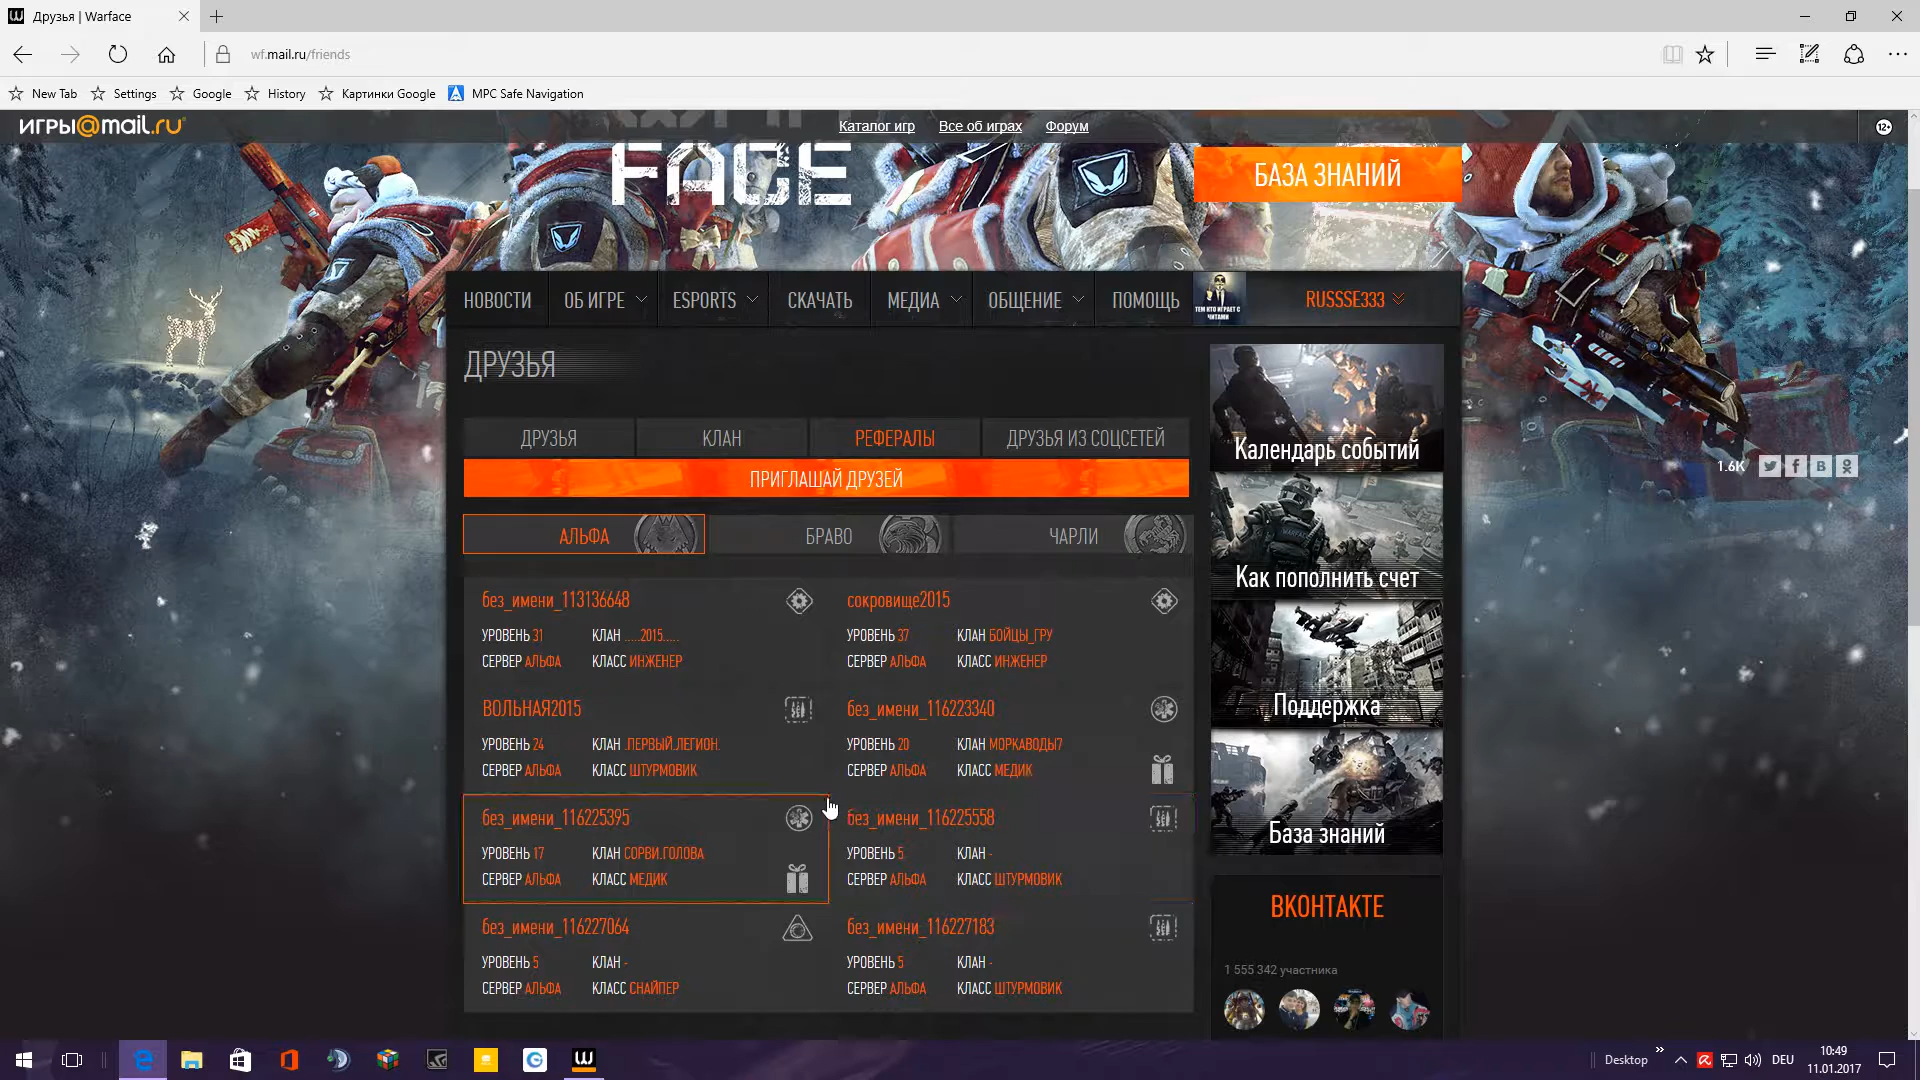 Друзья | Warface
wf.mail.ru/friends
New Tab Settings Google History Картинки Google MPC Safe Navigation
игры@mail.ru Каталог игр Все об играх Форум 12+
FACE
БАЗА ЗНАНИЙ
НОВОСТИ ОБ ИГРЕ ESPORTS СКАЧАТЬ МЕДИА ОБЩЕНИЕ ПОМОЩЬ RUSSSE333
ТЕМ КТО ИГРАЕТ С
ЧИТАМИ
ДРУЗЬЯ
ДРУЗЬЯ КЛАН РЕФЕРАЛЫ ДРУЗЬЯ ИЗ СОЦСЕТЕЙ
ПРИГЛАШАЙ ДРУЗЕЙ
АЛЬФА БРАВО ЧАРЛИ
без_имени_113136648
УРОВЕНЬ 31 КЛАН .....2015.....
СЕРВЕР АЛЬФА КЛАСС ИНЖЕНЕР
сокровище2015
УРОВЕНЬ 37 КЛАН БОЙЦЫ_ГРУ
СЕРВЕР АЛЬФА КЛАСС ИНЖЕНЕР
ВОЛЬНАЯ2015
УРОВЕНЬ 24 КЛАН .ПЕРВЫЙ.ЛЕГИОН.
СЕРВЕР АЛЬФА КЛАСС ШТУРМОВИК
без_имени_116223340
УРОВЕНЬ 20 КЛАН МОРКАВОДЫ7
СЕРВЕР АЛЬФА КЛАСС МЕДИК
без_имени_116225395
УРОВЕНЬ 17 КЛАН СОРВИ.ГОЛОВА
СЕРВЕР АЛЬФА КЛАСС МЕДИК
без_имени_116225558
УРОВЕНЬ 5 КЛАН -
СЕРВЕР АЛЬФА КЛАСС ШТУРМОВИК
без_имени_116227064
УРОВЕНЬ 5 КЛАН -
СЕРВЕР АЛЬФА КЛАСС СНАЙПЕР
без_имени_116227183
УРОВЕНЬ 5 КЛАН -
СЕРВЕР АЛЬФА КЛАСС ШТУРМОВИК
Календарь событий
Как пополнить счет
Поддержка
База знаний
ВКОНТАКТЕ
1 555 342 участника
1.6K
Desktop DEU 10:49
11.01.2017